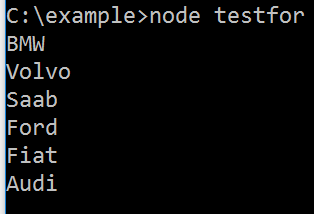 C:\example>node testfor
BMW
Volvo
Saab
Ford
Fiat
Audi